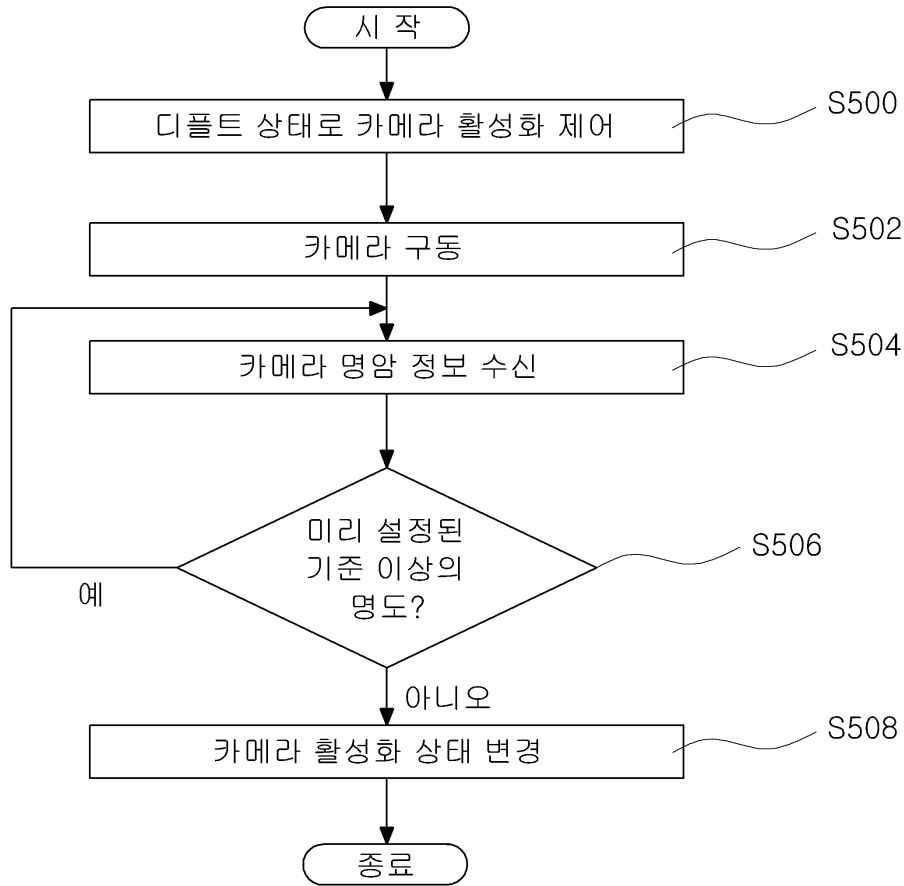 시 작
디플트 상태로 카메라 활성화 제어
S500
카메라 구동
S502
카메라 명암 정보 수신
S504
미리 설정된
기준 이상의
명도?
S506
예
아니오
카메라 활성화 상태 변경
S508
종료